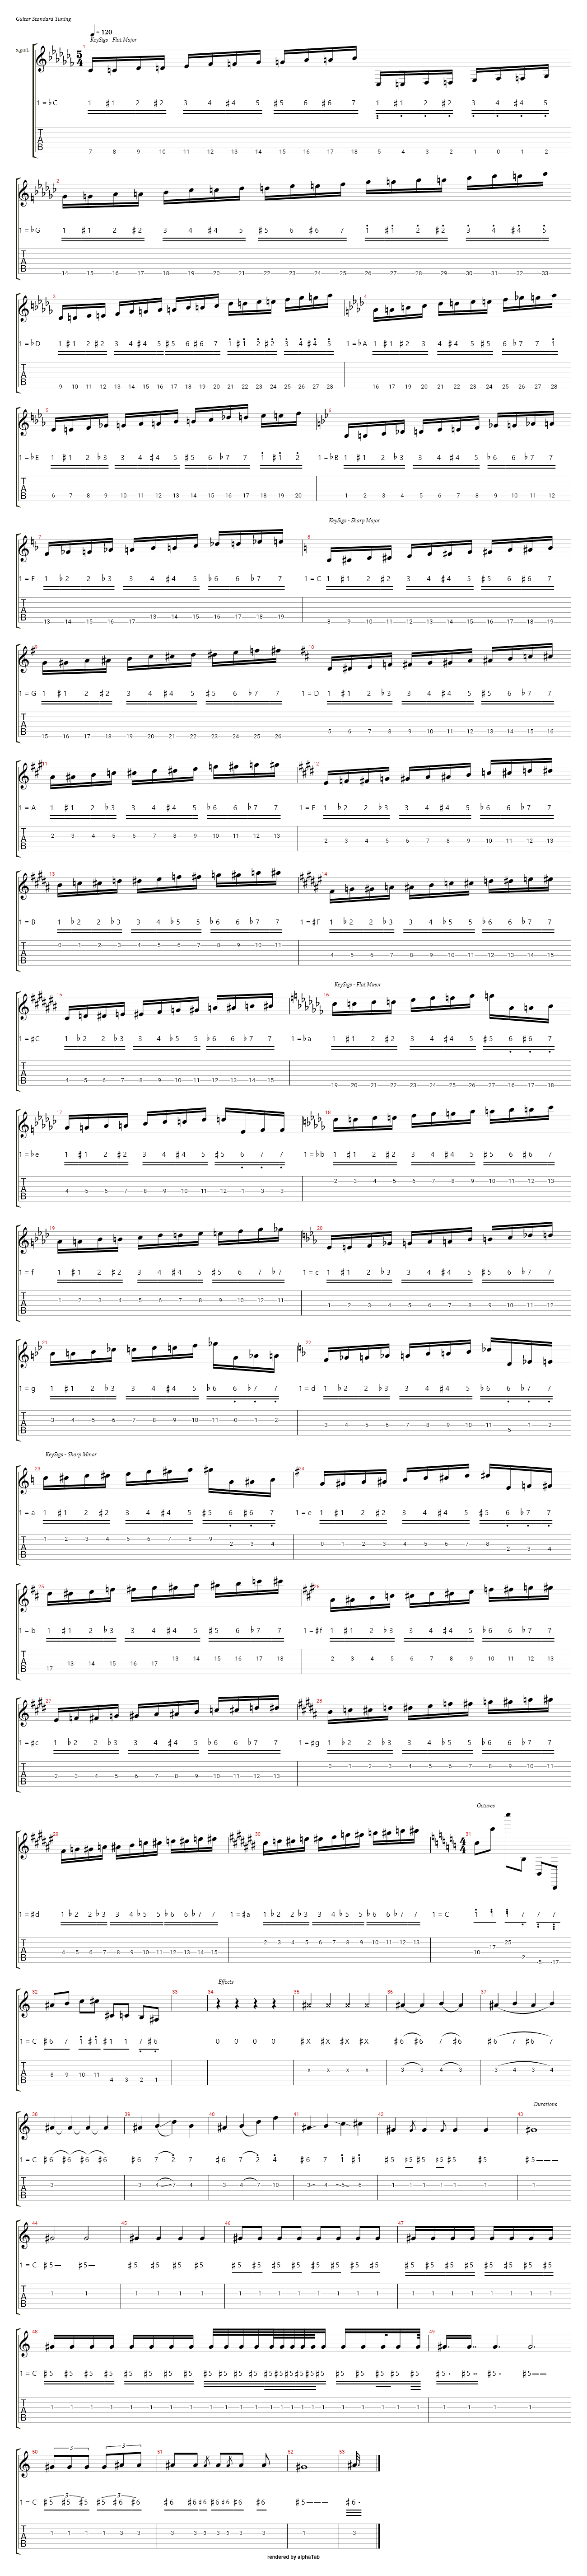 Guitar Standard Tuning
♩ = 120
KeySigs - Flat Major
s.guit.
1
1 = ♭C 1 ♯1 2 ♯2 3 4 ♯4 5 ♯5 6 ♯6 7 1 ♯1 2 ♯2 3 4 ♯4 5
7 8 9 10 11 12 13 14 15 16 17 18 -5 -4 -3 -2 -1 0 1 2
2
1 = ♭G 1 ♯1 2 ♯2 3 4 ♯4 5 ♯5 6 ♯6 7 1 ♯1 2 ♯2 3 4 ♯4 5
14 15 16 17 18 19 20 21 22 23 24 25 26 27 28 29 30 31 32 33
3 4
1 = ♭D 1 ♯1 2 ♯2 3 4 ♯4 5 ♯5 6 ♯6 7 1 ♯1 2 ♯2 3 4 ♯4 5 1 = ♭A 1 ♯1 ♯2 3 4 ♯4 5 ♯5 6 ♭7 7 1
9 10 11 12 13 14 15 16 17 18 19 20 21 22 23 24 25 26 27 28 16 17 19 20 21 22 23 24 25 26 27 28
5 6
1 = ♭E 1 ♯1 2 ♭3 3 4 ♯4 5 ♯5 6 ♭7 7 1 ♯1 2 1 = ♭B 1 ♯1 2 ♭3 3 4 ♯4 5 ♭6 6 ♭7 7
6 7 8 9 10 11 12 13 14 15 16 17 18 19 20 1 2 3 4 5 6 7 8 9 10 11 12
KeySigs - Sharp Major
7 8
1 = F 1 ♭2 2 ♭3 3 4 ♯4 5 ♭6 6 ♭7 7 1 = C 1 ♯1 2 ♯2 3 4 ♯4 5 ♯5 6 ♯6 7
13 14 15 16 17 13 14 15 16 17 18 19 8 9 10 11 12 13 14 15 16 17 18 19
9 10
1 = G 1 ♯1 2 ♯2 3 4 ♯4 5 ♯5 6 ♭7 7 1 = D 1 ♯1 2 ♭3 3 4 ♯4 5 ♯5 6 ♭7 7
15 16 17 18 19 20 21 22 23 24 25 26 5 6 7 8 9 10 11 12 13 14 15 16
11 12
1 = A 1 ♯1 2 ♭3 3 4 ♯4 5 ♭6 6 ♭7 7 1 = E 1 ♭2 2 ♭3 3 4 ♯4 5 ♭6 6 ♭7 7
2 3 4 5 6 7 8 9 10 11 12 13 2 3 4 5 6 7 8 9 10 11 12 13
13 14
1 = B 1 ♭2 2 ♭3 3 4 ♭5 5 ♭6 6 ♭7 7 1 = ♯F 1 ♭2 2 ♭3 3 4 ♭5 5 ♭6 6 ♭7 7
0 1 2 3 4 5 6 7 8 9 10 11 4 5 6 7 8 9 10 11 12 13 14 15
KeySigs - Flat Minor
15 16
1 = ♯C 1 ♭2 2 ♭3 3 4 ♭5 5 ♭6 6 ♭7 7 1 = ♭a 1 ♯1 2 ♯2 3 4 ♯4 5 ♯5 6 ♯6 7
4 5 6 7 8 9 10 11 12 13 14 15 19 20 21 22 23 24 25 26 27 16 17 18
17 18
1 = ♭e 1 ♯1 2 ♯2 3 4 ♯4 5 ♯5 6 7 7 1 = ♭b 1 ♯1 2 ♯2 3 4 ♯4 5 ♯5 6 ♯6 7
4 5 6 7 8 9 10 11 12 1 3 3 2 3 4 5 6 7 8 9 10 11 12 13
19 20
1 = f 1 ♯1 2 ♯2 3 4 ♯4 5 ♯5 6 7 ♭7 1 = c 1 ♯1 2 ♭3 3 4 ♯4 5 ♯5 6 ♭7 7
1 2 3 4 5 6 7 8 9 10 12 11 1 2 3 4 5 6 7 8 9 10 11 12
21 22
1 = g 1 ♯1 2 ♭3 3 4 ♯4 5 ♭6 6 ♭7 7 1 = d 1 ♭2 2 ♭3 3 4 ♯4 5 ♭6 6 ♭7 7
3 4 5 6 7 8 9 10 11 0 1 2 3 4 5 6 7 8 9 10 11 5 1 2
KeySigs - Sharp Minor
23 24
1 = a 1 ♯1 2 ♯2 3 4 ♯4 5 ♯5 6 ♯6 7 1 = e 1 ♯1 2 ♯2 3 4 ♯4 5 ♯5 6 ♭7 7
1 2 3 4 5 6 7 8 9 2 3 4 0 1 2 3 4 5 6 7 8 2 3 4
25 26
1 = b 1 ♯1 2 ♭3 3 4 ♯4 5 ♯5 6 ♭7 7 1 = ♯f 1 ♯1 2 ♭3 3 4 ♯4 5 ♭6 6 ♭7 7
17 13 14 15 16 17 13 14 15 16 17 18 2 3 4 5 6 7 8 9 10 11 12 13
27 28
1 = ♯c 1 ♭2 2 ♭3 3 4 ♯4 5 ♭6 6 ♭7 7 1 = ♯g 1 ♭2 2 ♭3 3 4 ♭5 5 ♭6 6 ♭7 7
2 3 4 5 6 7 8 9 10 11 12 13 0 1 2 3 4 5 6 7 8 9 10 11
Octaves
29 30 31
1 = ♯d 1 ♭2 2 ♭3 3 4 ♭5 5 ♭6 6 ♭7 7 1 = ♯a 1 ♭2 2 ♭3 3 4 ♭5 5 ♭6 6 ♭7 7 1 = C 1 1 1 7 7 7
4 5 6 7 8 9 10 11 12 13 14 15 2 3 4 5 6 7 8 9 10 11 12 13 10 17 25 2 -5 -17
Effects
32 33 34 35 36 37
1 = C ♯6 7 1 ♯1 ♯1 1 7 ♯6 0 0 0 0 ♯X ♯X ♯X ♯X ♯6 ♯6 7 ♯6 ♯6 7 ♯6 7
8 9 10 11 4 3 2 1 x x x x 3 3 4 3 3 4 3 4
38 39 40 41 42 43
Durations
1 = C ♯6 ♯6 ♯6 ♯6 ♯6 7 2 7 ♯6 7 2 4 ♯6 7 1 ♯1 ♯5 ♯5 ♯5 ♯5 ♯5 ♯5 ♯5
3 3 4 7 4 3 4 7 10 3 4 5 6 1 1 1 1 1 1 1
44 45 46 47
1 = C ♯5 ♯5 ♯5 ♯5 ♯5 ♯5 ♯5 ♯5 ♯5 ♯5 ♯5 ♯5 ♯5 ♯5 ♯5 ♯5 ♯5 ♯5 ♯5 ♯5 ♯5 ♯5
1 1 1 1 1 1 1 1 1 1 1 1 1 1 1 1 1 1 1 1 1 1
48 49
1 = C ♯5 ♯5 ♯5 ♯5 ♯5 ♯5 ♯5 ♯5 ♯5 ♯5 ♯5 ♯5 ♯5 ♯5 ♯5 ♯5 ♯5 ♯5 ♯5 ♯5 ♯5 ♯5 ♯5 ♯5 ♯5 ♯5
50 51 52 53
1 = C ♯5 ♯5 ♯5 ♯5 ♯6 ♯6 ♯6 ♯6 ♯6 ♯6 ♯6 ♯6 ♯6 ♯5 ♯6
1 1 1 1 3 3 3 3 3 3 3 3 3 1 3
rendered by alphaTab